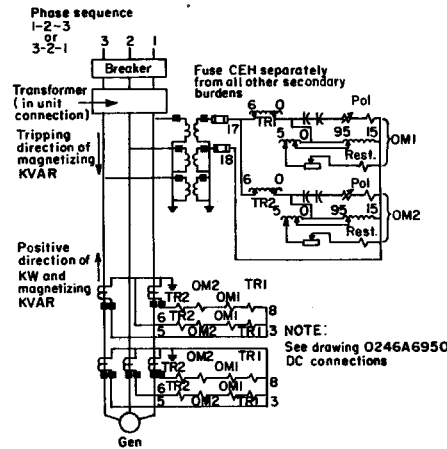 Phase sequence
1-2-3
or
3-2-1
3 2 1
Breaker
Fuse CEH separately
from all other secondary
burdens
Transformer
(in unit
connection)
Tripping
direction of
magnetizing
KVAR
17
18
6 0 Pol
TR1
5 0 95 15
Rest.
OM1
6 0 Pol
TR2
5 0 95 15
Rest.
OM2
Positive
direction of
KW and
magnetizing
KVAR
OM2 TR1
TR2 OM1 8
6 TR2 OM1
5 OM2 TR1 3
NOTE:
See drawing 0246A6950
DC connections
OM2 TR1
TR2 OM1 8
6 TR2 OM1
5 OM2 TR1 3
Gen